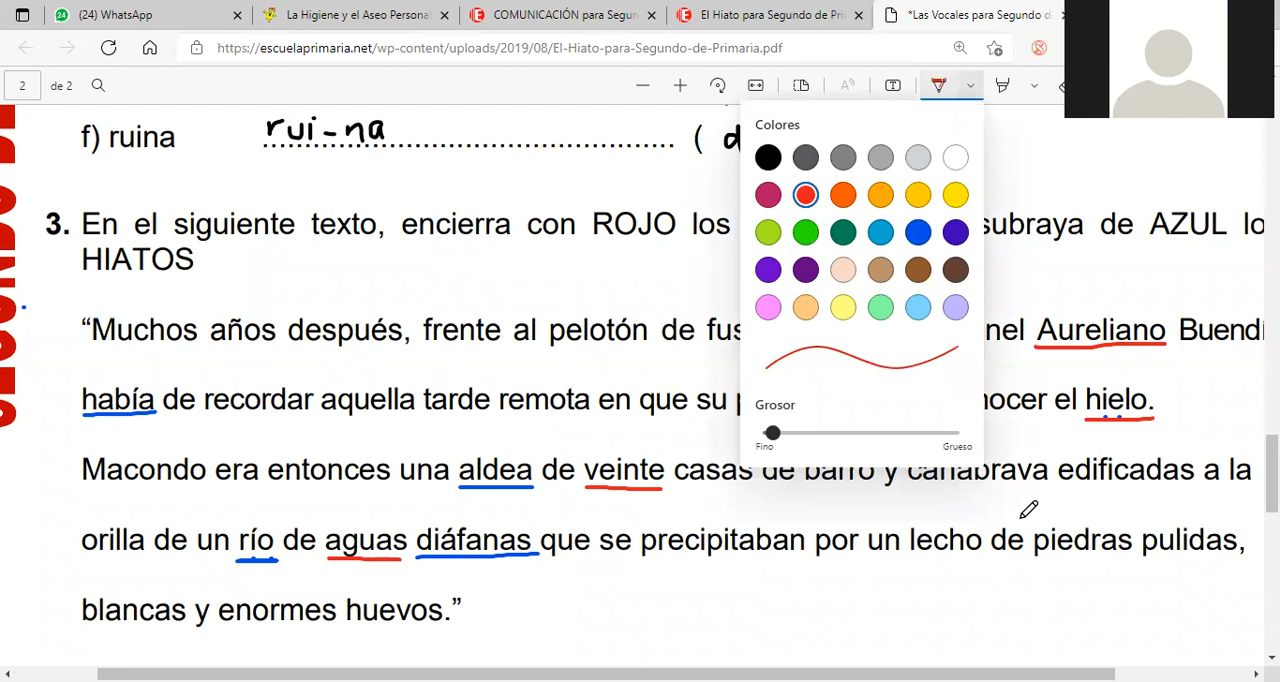 (24) WhatsApp
La Higiene y el Aseo Personal
COMUNICACIÓN para Segun
El Hiato para Segundo de Pri
*Las Vocales para Segundo d
https://escuelaprimaria.net/wp-content/uploads/2019/08/El-Hiato-para-Segundo-de-Primaria.pdf
2 de 2
f) ruina rui-na ( d
Colores
3. En el siguiente texto, encierra con ROJO los subraya de AZUL lo
HIATOS
“Muchos años después, frente al pelotón de fus nel Aureliano Buendí
había de recordar aquella tarde remota en que su p nocer el hielo.
Grosor
Fino Grueso
Macondo era entonces una aldea de veinte casas de barro y cañabrava edificadas a la
orilla de un río de aguas diáfanas que se precipitaban por un lecho de piedras pulidas,
blancas y enormes huevos.”